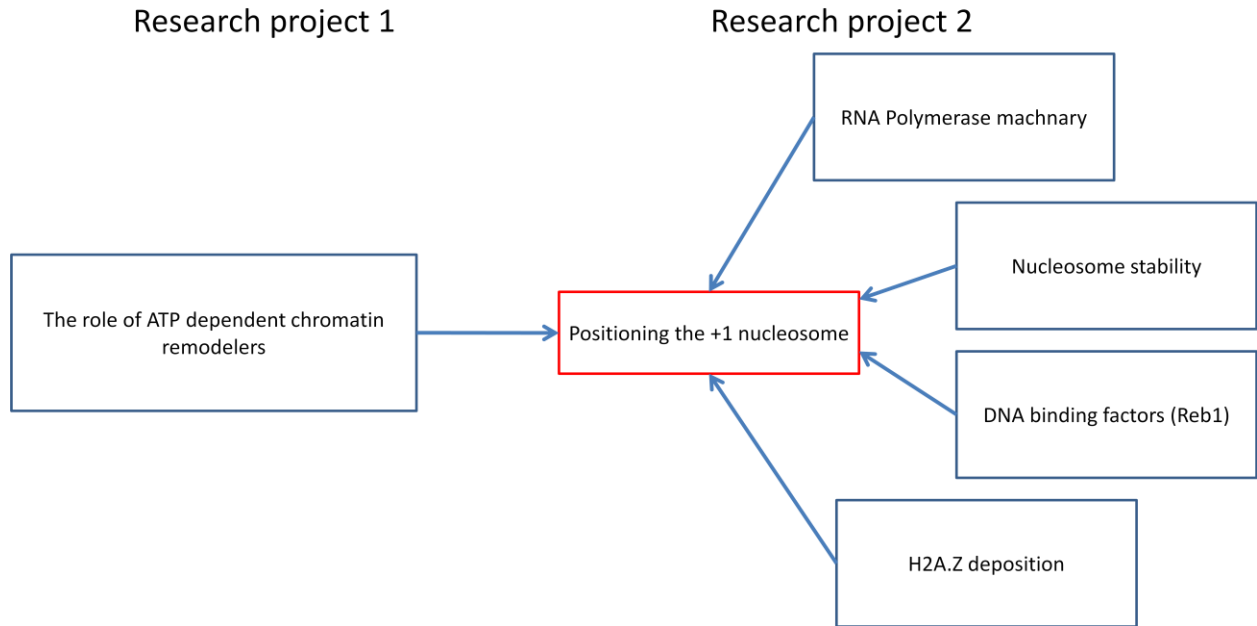 Research project 1
Research project 2
RNA Polymerase machnary
Nucleosome stability
The role of ATP dependent chromatin
remodelers
Positioning the +1 nucleosome
DNA binding factors (Reb1)
H2A.Z deposition